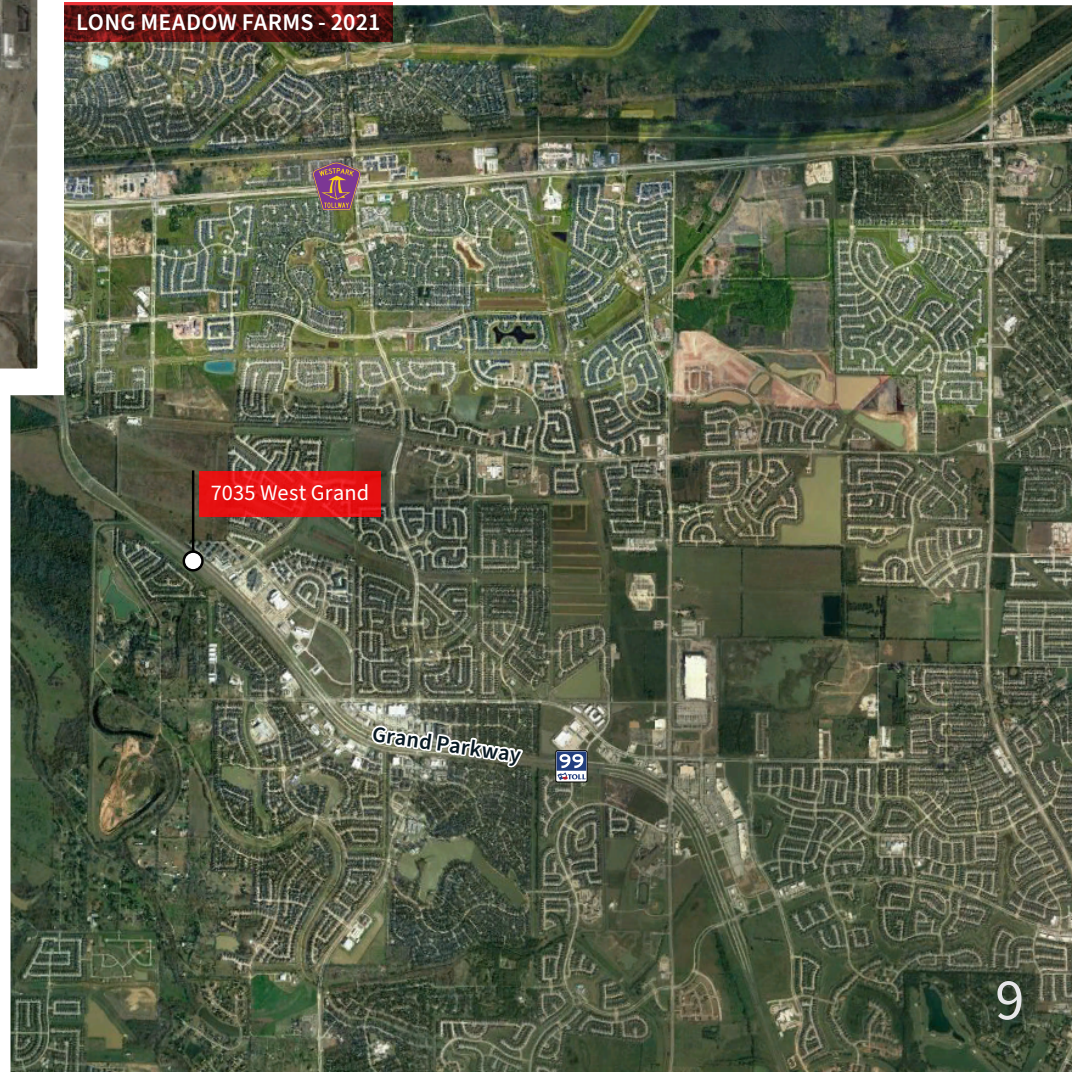 LONG MEADOW FARMS - 2021
WESTPARK
TOLLWAY
7035 West Grand
Grand Parkway
99
TOLL
9